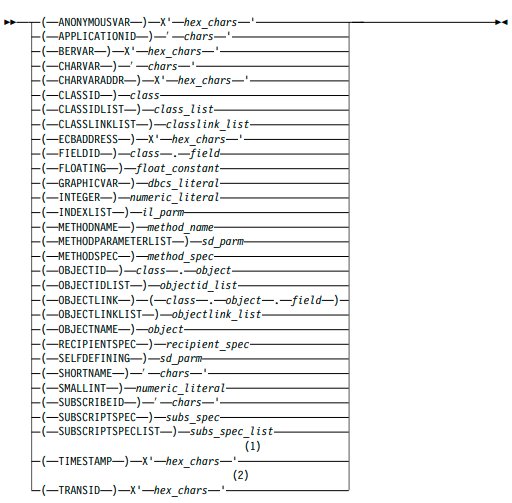 (ANONYMOUSVAR)X'hex_chars'
(APPLICATIONID)'chars'
(BERVAR)X'hex_chars'
(CHARVAR)'chars'
(CHARVARADDR)X'hex_chars'
(CLASSID)class
(CLASSIDLIST)class_list
(CLASSLINKLIST)classlink_list
(ECBADDRESS)X'hex_chars'
(FIELDID)class.field
(FLOATING)float_constant
(GRAPHICVAR)dbcs_literal
(INTEGER)numeric_literal
(INDEXLIST)il_parm
(METHODNAME)method_name
(METHODPARAMETERLIST)sd_parm
(METHODSPEC)method_spec
(OBJECTID)class.object
(OBJECTIDLIST)objectid_list
(OBJECTLINK)(class.object.field)
(OBJECTLINKLIST)objectlink_list
(OBJECTNAME)object
(RECIPIENTSPEC)recipient_spec
(SELFDEFINING)sd_parm
(SHORTNAME)'chars'
(SMALLINT)numeric_literal
(SUBSCRIBEID)'chars'
(SUBSCRIPTSPEC)subs_spec
(SUBSCRIPTSPECLIST)subs_spec_list
(1)
(TIMESTAMP)X'hex_chars'
(2)
(TRANSID)X'hex_chars'